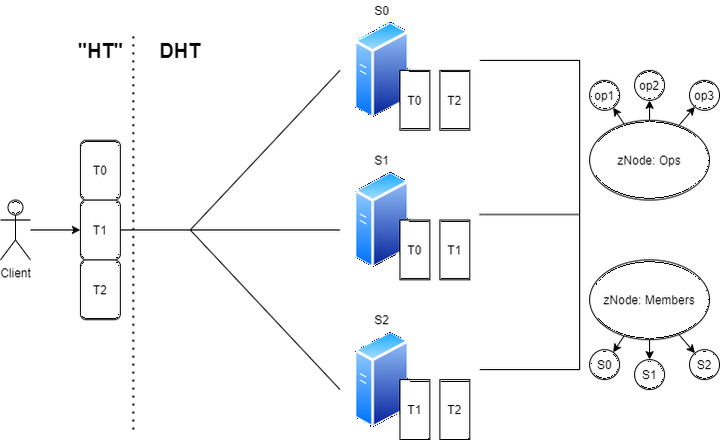 "HT"
DHT
Client
T0
T1
T2
S0
T0
T2
S1
T0
T1
S2
T1
T2
op1
op2
op3
zNode: Ops
zNode: Members
S0
S1
S2